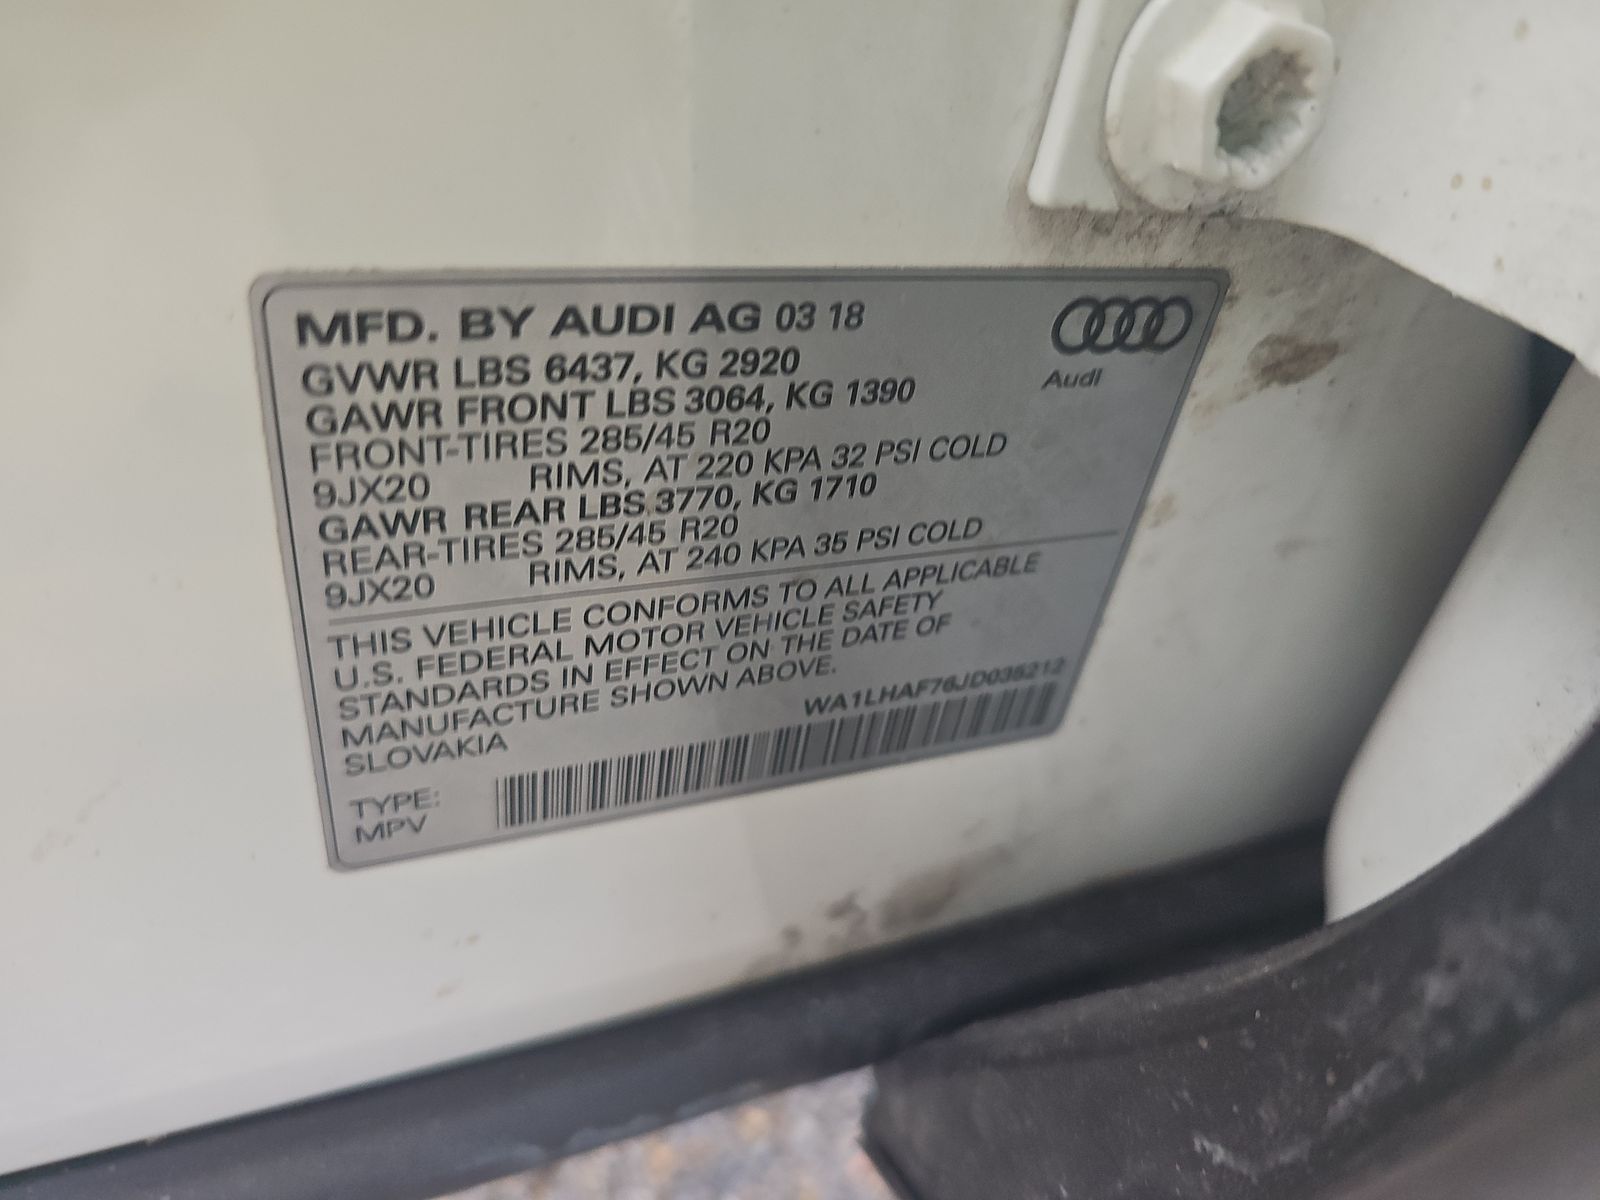 MFD. BY AUDI AG 03 18
GVWR LBS 6437, KG 2920
GAWR FRONT LBS 3064, KG 1390
FRONT-TIRES 285/45 R20
9JX20 RIMS, AT 220 KPA 32 PSI COLD
GAWR REAR LBS 3770, KG 1710
REAR-TIRES 285/45 R20
9JX20 RIMS, AT 240 KPA 35 PSI COLD
Audi
THIS VEHICLE CONFORMS TO ALL APPLICABLE
U.S. FEDERAL MOTOR VEHICLE SAFETY
STANDARDS IN EFFECT ON THE DATE OF
MANUFACTURE SHOWN ABOVE.
SLOVAKIA
WA1LHAF76JD035212
TYPE:
MPV